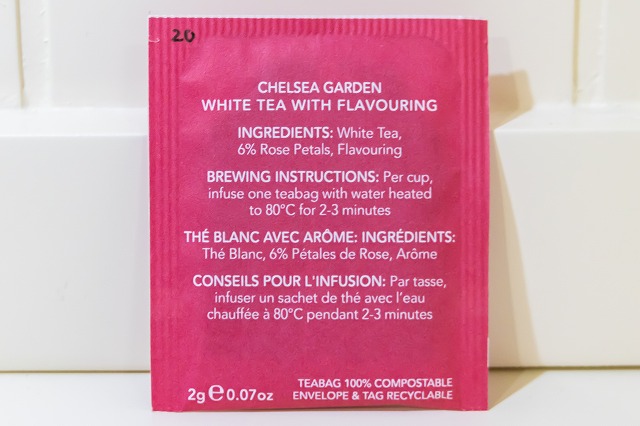 20
CHELSEA GARDEN
WHITE TEA WITH FLAVOURING
INGREDIENTS: White Tea,
6% Rose Petals, Flavouring
BREWING INSTRUCTIONS: Per cup,
infuse one teabag with water heated
to 80°C for 2-3 minutes
THÉ BLANC AVEC ARÔME: INGRÉDIENTS:
Thé Blanc, 6% Pétales de Rose, Arôme
CONSEILS POUR L'INFUSION: Par tasse,
infuser un sachet de thé avec l'eau
chauffée à 80°C pendant 2-3 minutes
2g ℮ 0.07oz
TEABAG 100% COMPOSTABLE
ENVELOPE & TAG RECYCLABLE